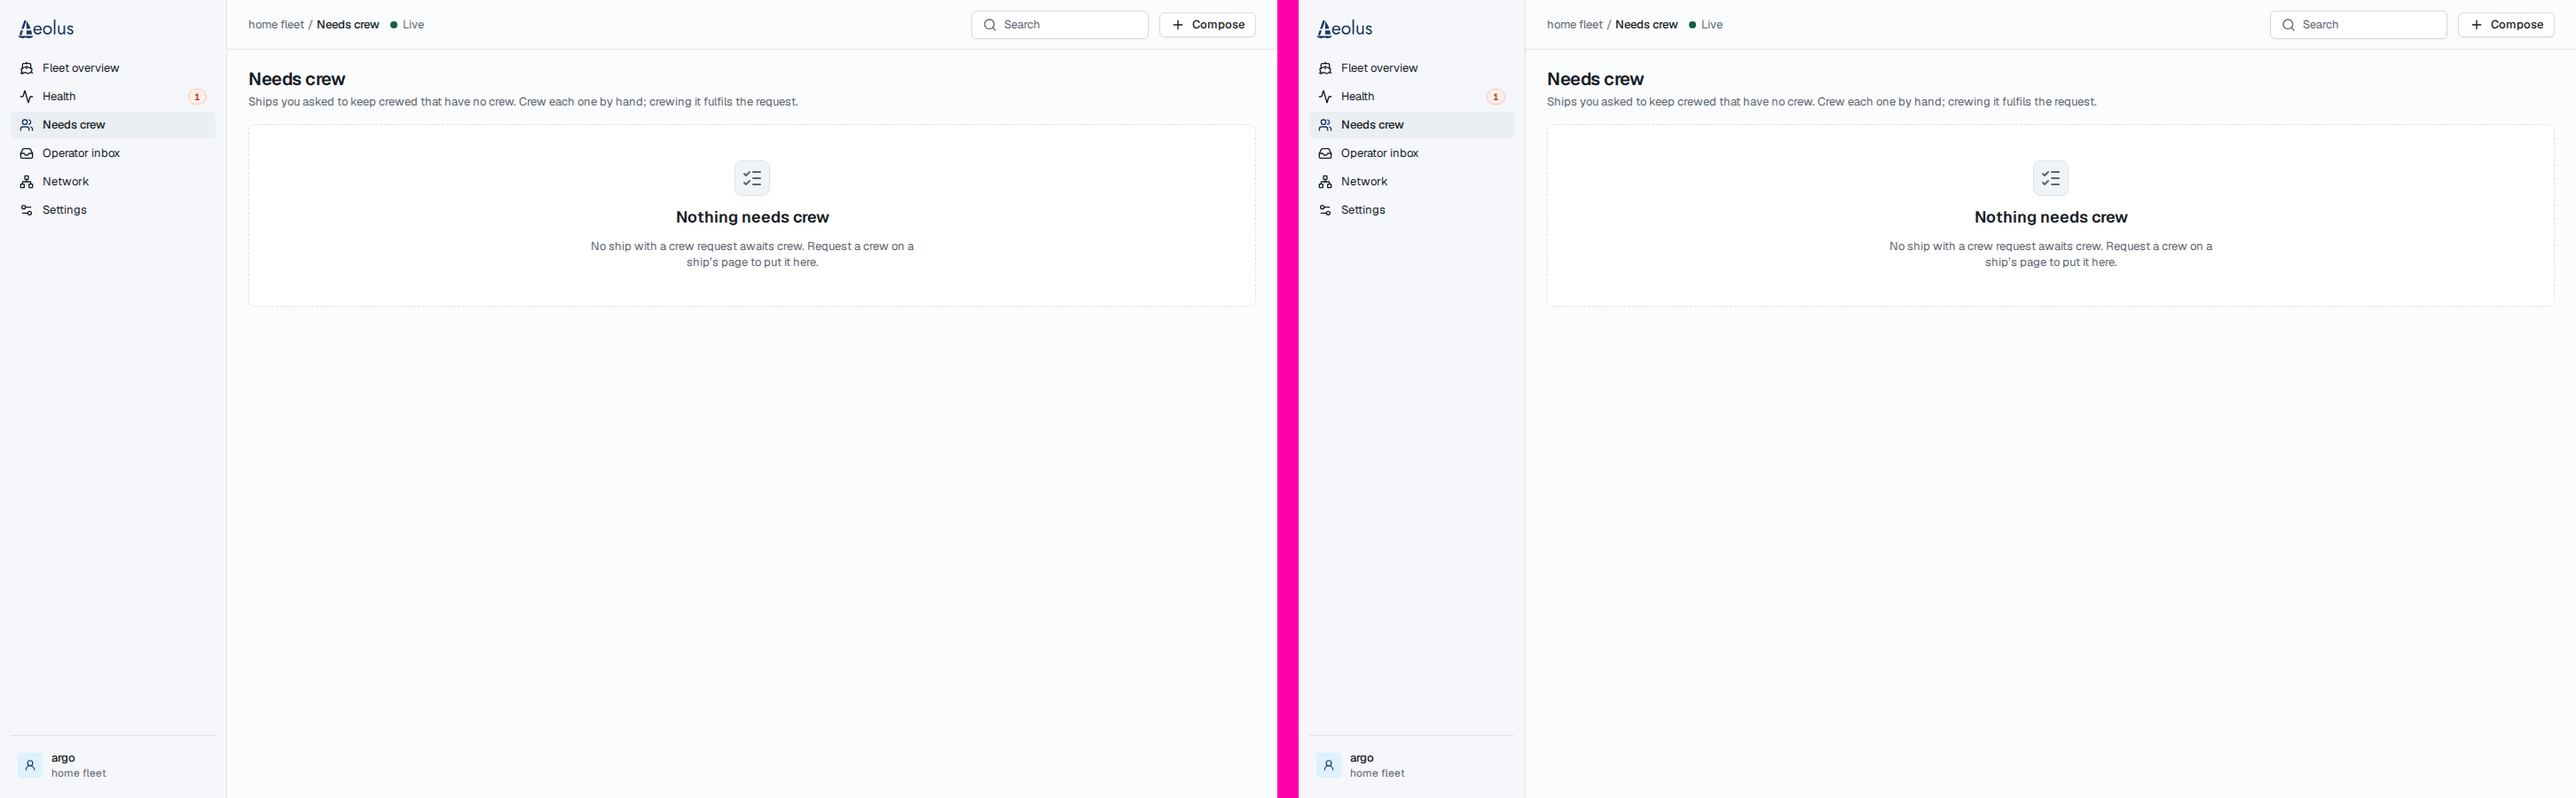 Aeolus
Fleet overview
Health 1
Needs crew
Operator inbox
Network
Settings
argo
home fleet
home fleet / Needs crew Live
Search
Compose
Needs crew
Ships you asked to keep crewed that have no crew. Crew each one by hand; crewing it fulfils the request.
Nothing needs crew
No ship with a crew request awaits crew. Request a crew on a
ship's page to put it here.
Aeolus
Fleet overview
Health 1
Needs crew
Operator inbox
Network
Settings
argo
home fleet
home fleet / Needs crew Live
Search
Compose
Needs crew
Ships you asked to keep crewed that have no crew. Crew each one by hand; crewing it fulfils the request.
Nothing needs crew
No ship with a crew request awaits crew. Request a crew on a
ship's page to put it here.